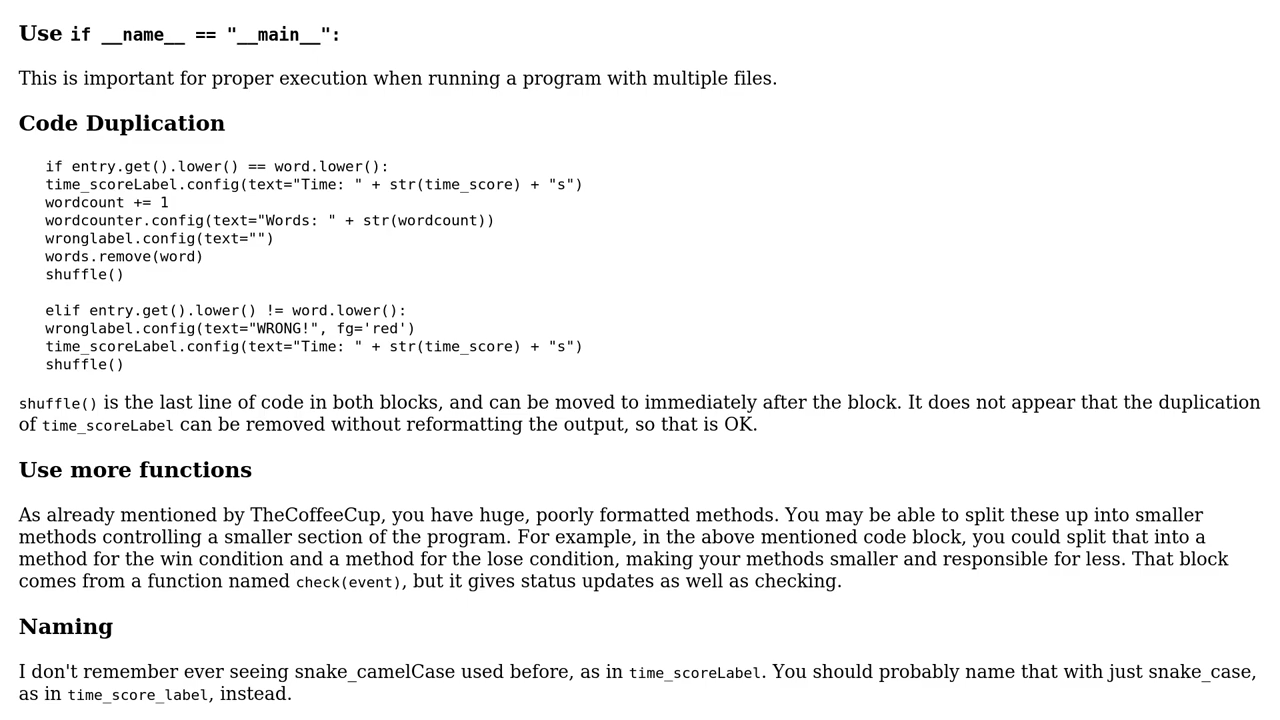 Use if __name__ == "__main__":
This is important for proper execution when running a program with multiple files.
Code Duplication
if entry.get().lower() == word.lower():
time_scoreLabel.config(text="Time: " + str(time_score) + "s")
wordcount += 1
wordcounter.config(text="Words: " + str(wordcount))
wronglabel.config(text="")
words.remove(word)
shuffle()
elif entry.get().lower() != word.lower():
wronglabel.config(text="WRONG!", fg='red')
time_scoreLabel.config(text="Time: " + str(time_score) + "s")
shuffle()
shuffle() is the last line of code in both blocks, and can be moved to immediately after the block. It does not appear that the duplication
of time_scoreLabel can be removed without reformatting the output, so that is OK.
Use more functions
As already mentioned by TheCoffeeCup, you have huge, poorly formatted methods. You may be able to split these up into smaller
methods controlling a smaller section of the program. For example, in the above mentioned code block, you could split that into a
method for the win condition and a method for the lose condition, making your methods smaller and responsible for less. That block
comes from a function named check(event), but it gives status updates as well as checking.
Naming
I don't remember ever seeing snake_camelCase used before, as in time_scoreLabel. You should probably name that with just snake_case,
as in time_score_label, instead.